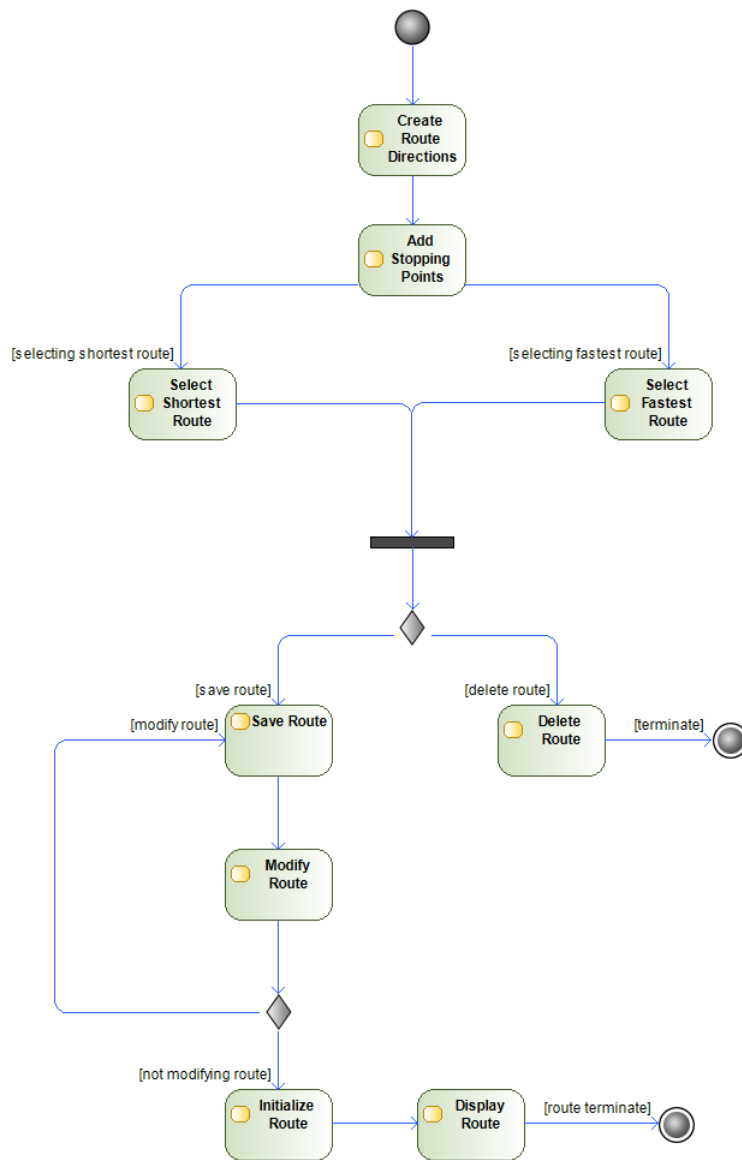 Create
Route
Directions
Add
Stopping
Points
[selecting shortest route]
[selecting fastest route]
Select
Shortest
Route
Select
Fastest
Route
[save route]
[delete route]
[modify route]
Save Route
Delete
Route
[terminate]
Modify
Route
[not modifying route]
Initialize
Route
Display
Route
[route terminate]